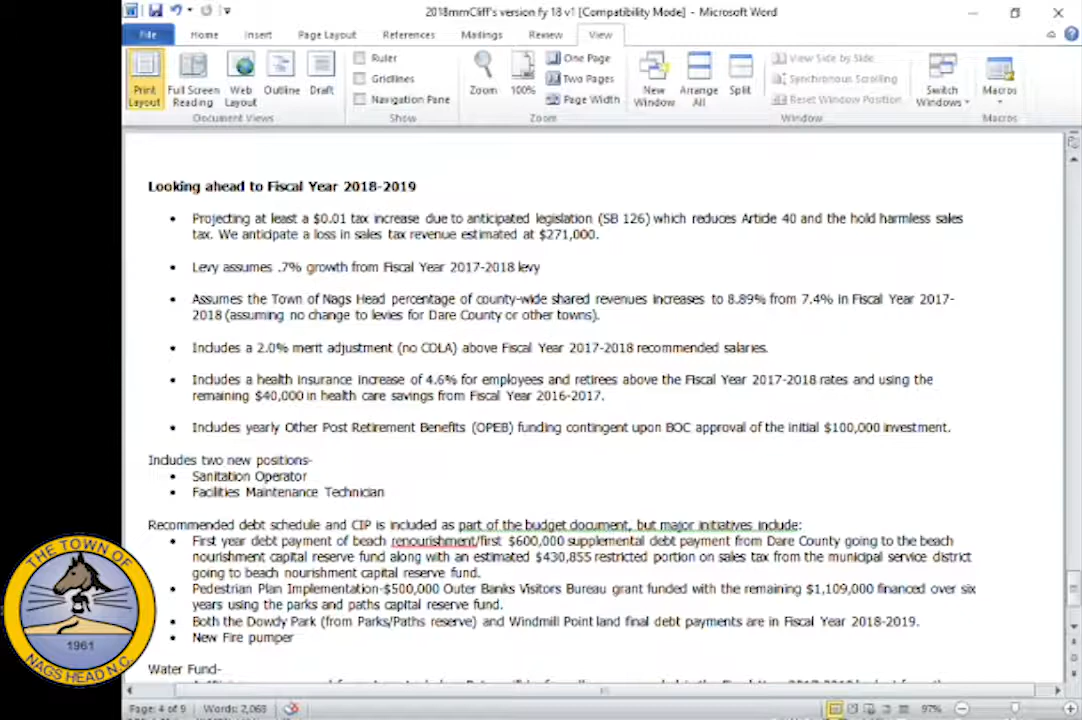 2018mmCliff's version fy 18 v1 [Compatibility Mode] - Microsoft Word
File Home Insert Page Layout References Mailings Review View
Print Layout
Full Screen Reading
Web Layout
Outline
Draft
Document Views
Ruler
Gridlines
Navigation Pane
Show
Zoom
100%
One Page
Two Pages
Page Width
Zoom
New Window
Arrange All
Split
View Side by Side
Synchronous Scrolling
Reset Window Position
Window
Switch Windows
Macros
Macros
Looking ahead to Fiscal Year 2018-2019
• Projecting at least a $0.01 tax increase due to anticipated legislation (SB 126) which reduces Article 40 and the hold harmless sales
tax. We anticipate a loss in sales tax revenue estimated at $271,000.
• Levy assumes .7% growth from Fiscal Year 2017-2018 levy
• Assumes the Town of Nags Head percentage of county-wide shared revenues increases to 8.89% from 7.4% in Fiscal Year 2017-
2018 (assuming no change to levies for Dare County or other towns).
• Includes a 2.0% merit adjustment (no COLA) above Fiscal Year 2017-2018 recommended salaries.
• Includes a health insurance increase of 4.6% for employees and retirees above the Fiscal Year 2017-2018 rates and using the
remaining $40,000 in health care savings from Fiscal Year 2016-2017.
• Includes yearly Other Post Retirement Benefits (OPEB) funding contingent upon BOC approval of the initial $100,000 investment.
Includes two new positions-
• Sanitation Operator
• Facilities Maintenance Technician
Recommended debt schedule and CIP is included as part of the budget document, but major initiatives include:
• First year debt payment of beach renourishment/first $600,000 supplemental debt payment from Dare County going to the beach
nourishment capital reserve fund along with an estimated $430,855 restricted portion on sales tax from the municipal service district
going to beach nourishment capital reserve fund.
• Pedestrian Plan Implementation-$500,000 Outer Banks Visitors Bureau grant funded with the remaining $1,109,000 financed over six
years using the parks and paths capital reserve fund.
• Both the Dowdy Park (from Parks/Paths reserve) and Windmill Point land final debt payments are in Fiscal Year 2018-2019.
• New Fire pumper
Water Fund-
THE TOWN OF
1961
NAGS HEAD N.C.
Page: 4 of 9 Words: 2,068 97%